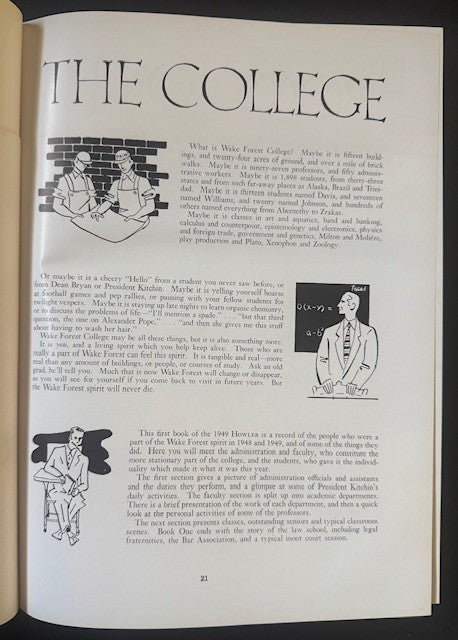 THE COLLEGE
What is Wake Forest College? Maybe it is fifteen build-
ings, and twenty-four acres of ground, and over a mile of brick
walks. Maybe it is ninety-seven professors, and fifty adminis-
trative workers. Maybe it is 1,898 students, from thirty-three
states and from such far-away places as Alaska, Brazil and Trini-
dad. Maybe it is thirteen students named Davis, and seventeen
named Williams, and twenty named Johnson, and hundreds of
others named everything from Abernethy to Zrakas.
Maybe it is classes in art and aquatics, band and banking,
calculus and counterpoint, epistemology and electronics, physics
and foreign trade, government and genetics, Milton and Molière,
play production and Plato, Xenophon and Zoology.
Or maybe it is a cheery "Hello" from a student you never saw before, or
from Dean Bryan or President Kitchin. Maybe it is yelling yourself hoarse
at football games and pep rallies, or pausing with your fellow students for
twilight vespers. Maybe it is staying up late nights to learn organic chemistry,
or to discuss the problems of life—"I'll mention a spade." . . . "but that third
question, the one on Alexander Pope," . . . "and then she gives me this stuff
about having to wash her hair."
Wake Forest College may be all these things, but it is also something more.
It is you, and a living spirit which you help keep alive. Those who are
really a part of Wake Forest can feel this spirit. It is tangible and real—more
real than any amount of buildings, or people, or courses of study. Ask an old
grad, he'll tell you. Much that is now Wake Forest will change or disappear,
as you will see for yourself if you come back to visit in future years. But
the Wake Forest spirit will never die.
O(x-y)=
a-b
This first book of the 1949 HOWLER is a record of the people who were a
part of the Wake Forest spirit in 1948 and 1949, and of some of the things they
did. Here you will meet the administration and faculty, who constitute the
more stationary part of the college, and the students, who gave it the individ-
uality which made it what it was this year.
The first section gives a picture of administration officials and assistants
and the duties they perform, and a glimpse at some of President Kitchin's
daily activities. The faculty section is split up into academic departments.
There is a brief presentation of the work of each department, and then a quick
look at the personal activities of some of the professors.
The next section presents classes, outstanding seniors and typical classroom
scenes. Book One ends with the story of the law school, including legal
fraternities, the Bar Association, and a typical moot court session.
21